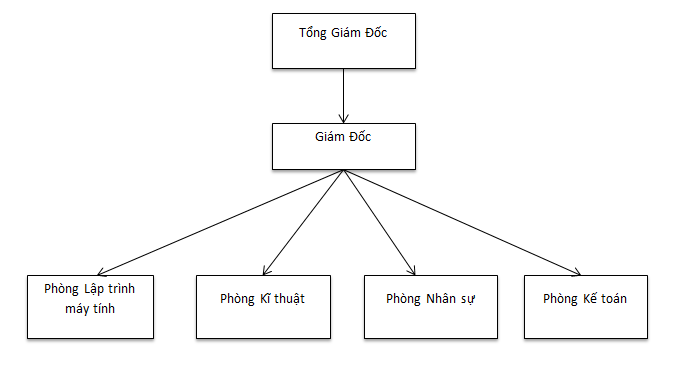 Tổng Giám Đốc
Giám Đốc
Phòng Lập trình
máy tính
Phòng Kĩ thuật
Phòng Nhân sự
Phòng Kế toán